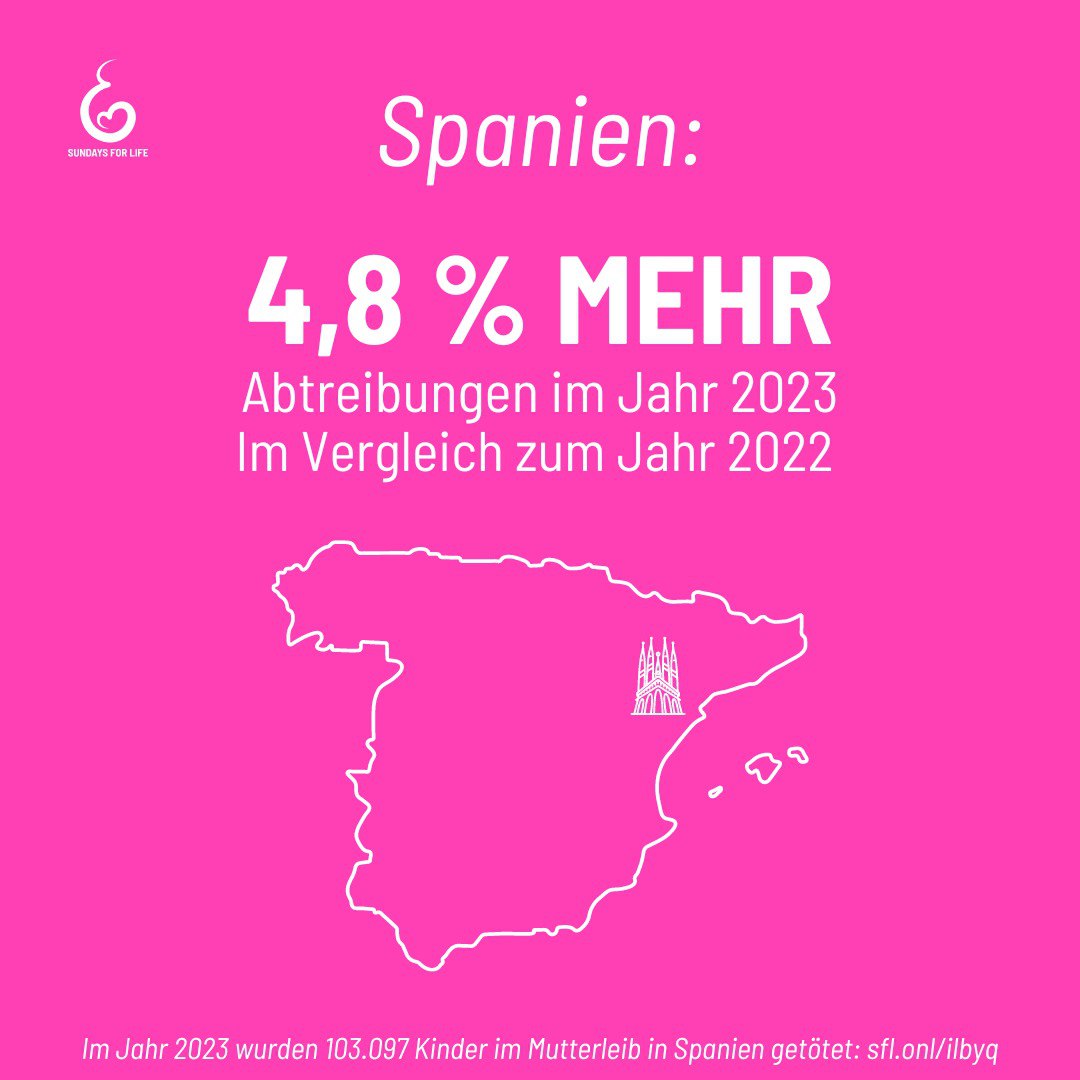 SUNDAYS FOR LIFE
Spanien:
4,8 % MEHR
Abtreibungen im Jahr 2023
Im Vergleich zum Jahr 2022
Im Jahr 2023 wurden 103.097 Kinder im Mutterleib in Spanien getötet: sfl.onl/ilbyq